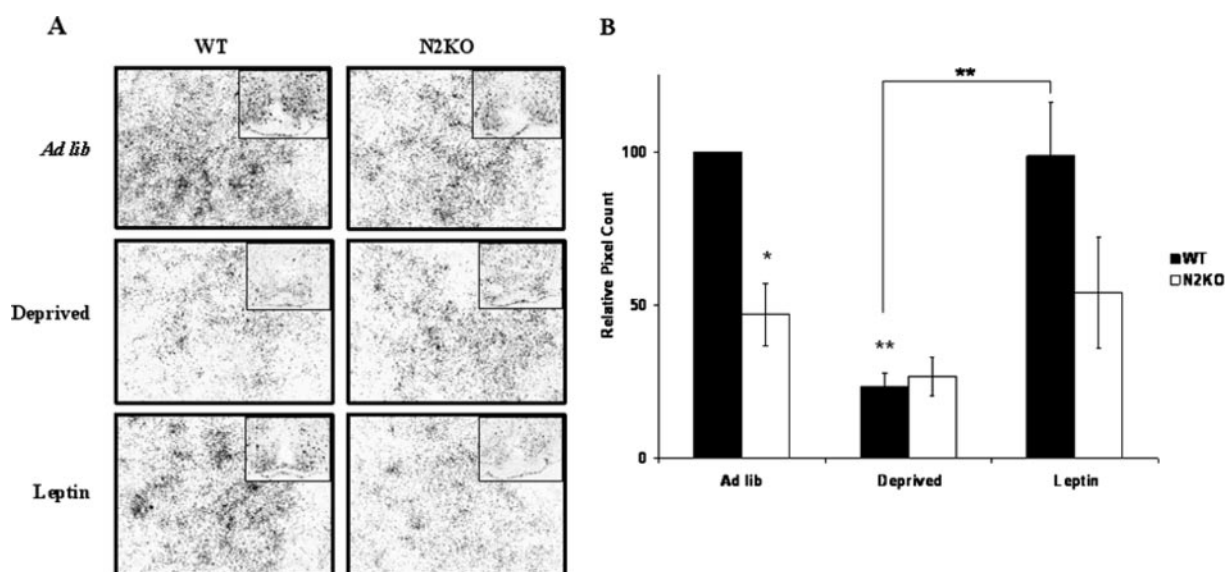 A
WT N2KO
Ad lib
Deprived
Leptin
B
**
100
*
50
**
0
Relative Pixel Count
Ad lib Deprived Leptin
WT
N2KO